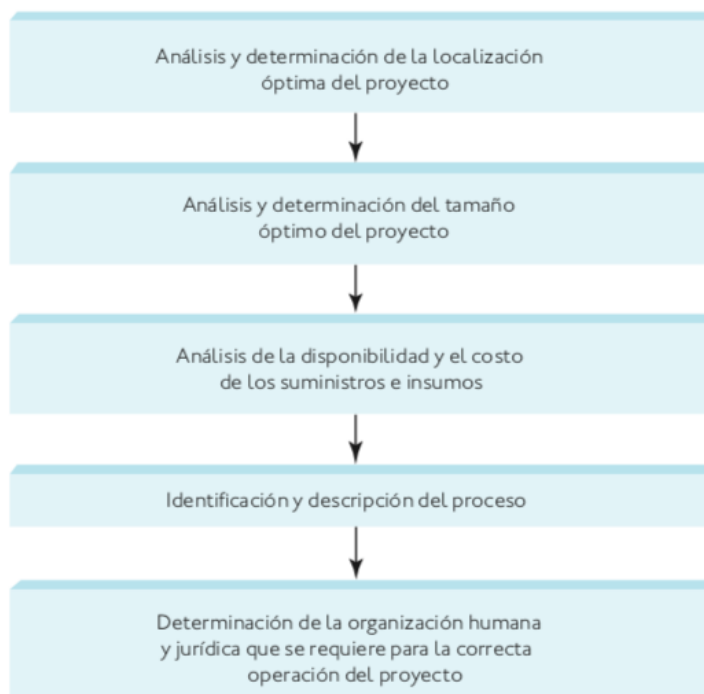 Análisis y determinación de la localización
óptima del proyecto
Análisis y determinación del tamaño
óptimo del proyecto
Análisis de la disponibilidad y el costo
de los suministros e insumos
Identificación y descripción del proceso
Determinación de la organización humana
y jurídica que se requiere para la correcta
operación del proyecto